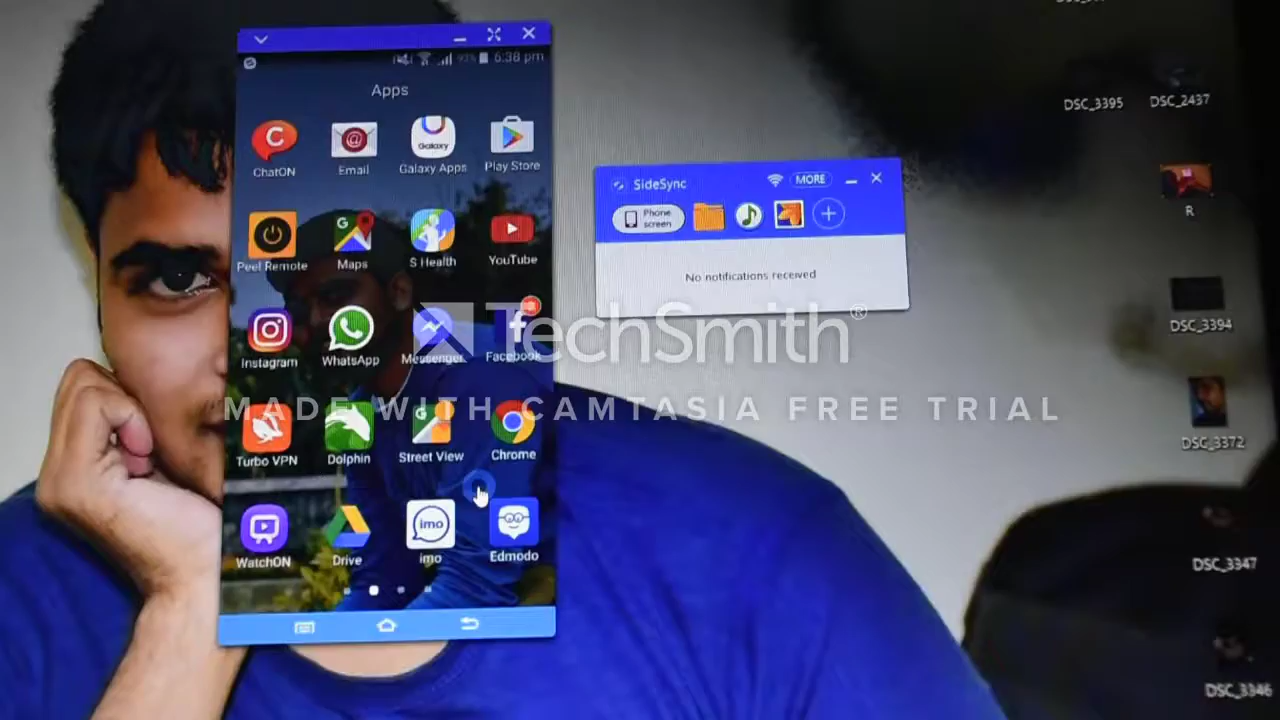 DSC_3395
DSC_2437
6:38 pm
Apps
ChatON
Email
Galaxy
Galaxy Apps
Play Store
Peel Remote
Maps
S Health
YouTube
Instagram
WhatsApp
Messenger
Facebook
Turbo VPN
Dolphin
Street View
Chrome
WatchON
Drive
imo
imo
Edmodo
SideSync
MORE
Phone
screen
No notifications received
R
DSC_3394
DSC_3372
DSC_3347
DSC_3346
TechSmith®
MADE WITH CAMTASIA FREE TRIAL